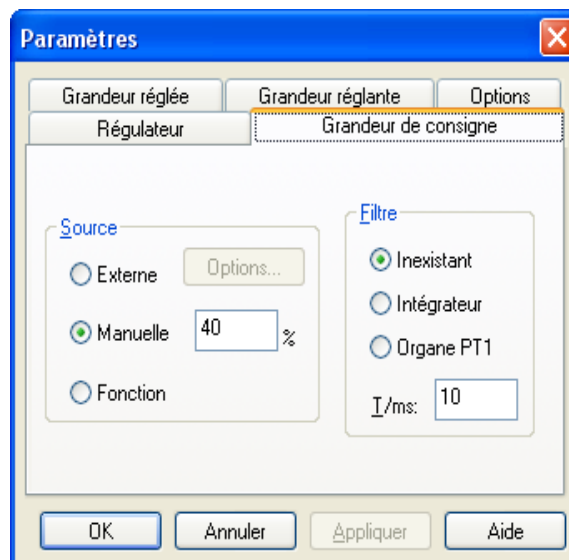 Paramètres
Grandeur réglée Grandeur réglante Options
Régulateur Grandeur de consigne
Source
Externe Options...
Manuelle 40 %
Fonction
Filtre
Inexistant
Intégrateur
Organe PT1
T/ms: 10
OK Annuler Appliquer Aide